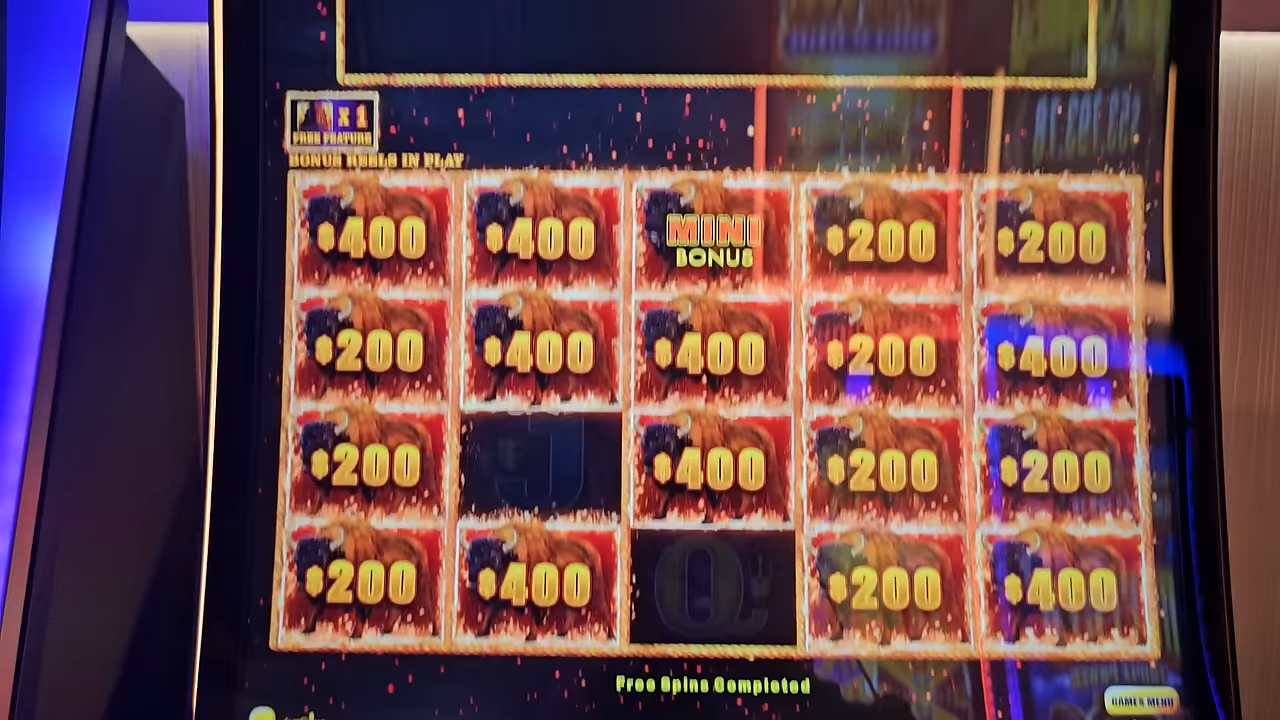 x 1
FREE FEATURE
BONUS REELS IN PLAY
$400 $400 MINI BONUS $200 $200
$200 $400 $400 $200 $400
$200 J $400 $200 $200
$200 $400 Q $200 $400
Free Spins Completed
GAMES MENU